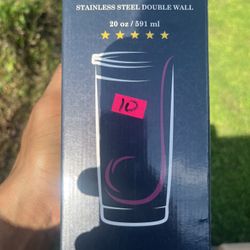 STAINLESS STEEL DOUBLE WALL
20 oz / 591 ml
10